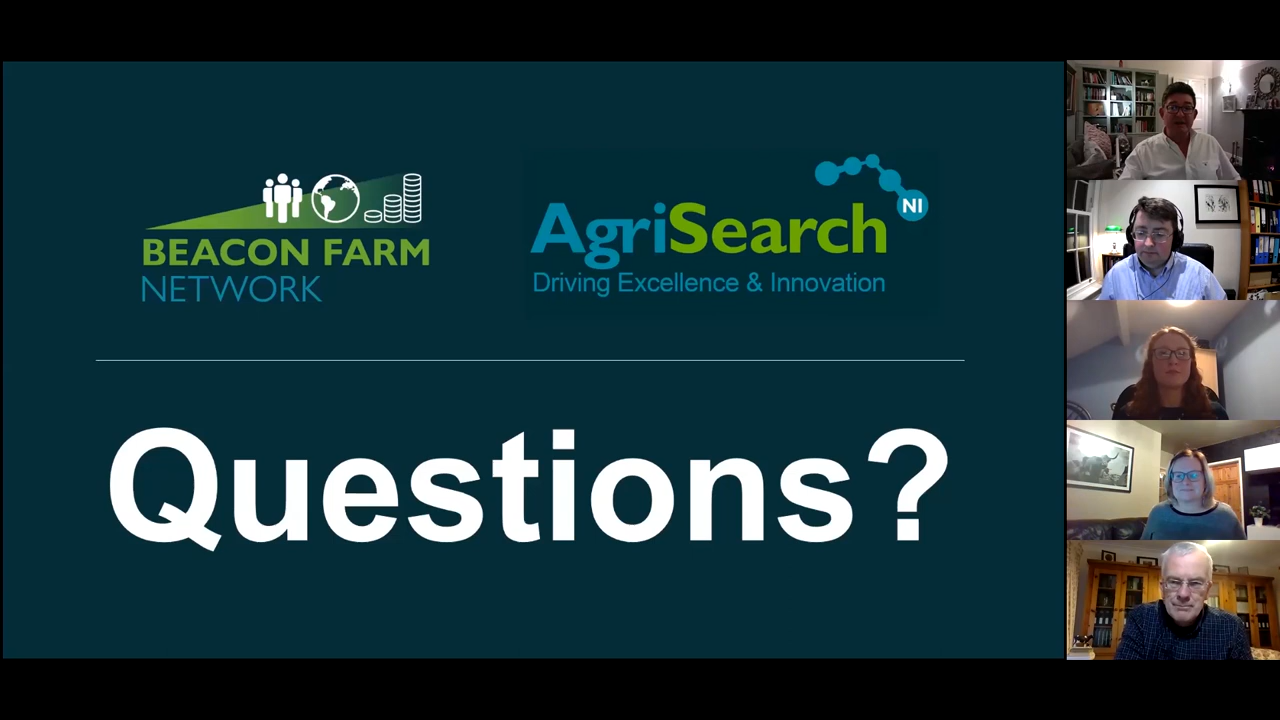 BEACON FARM
NETWORK
AgriSearch
NI
Driving Excellence & Innovation
Questions?